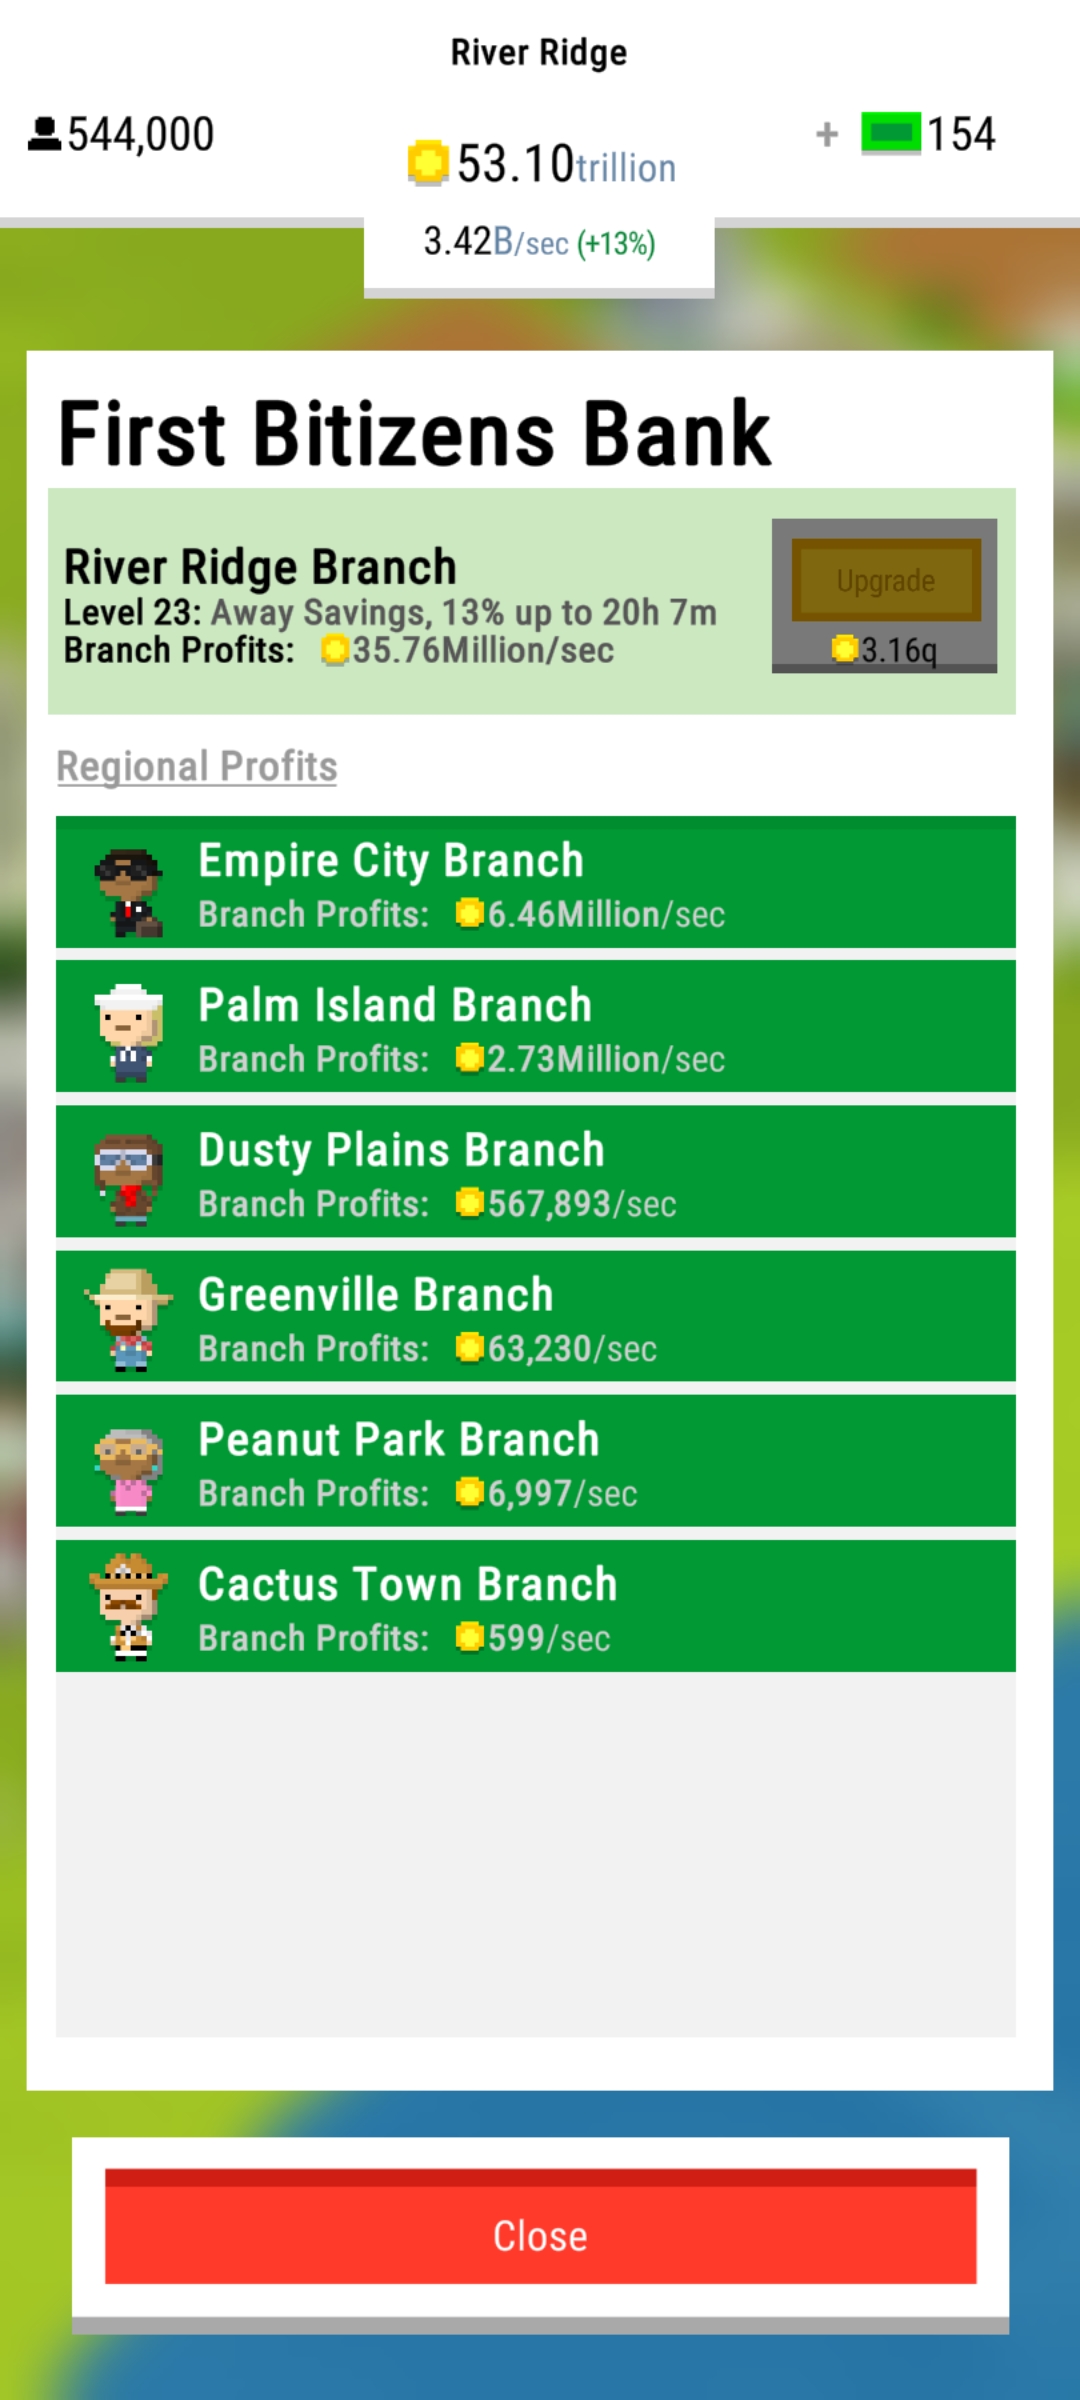 River Ridge
544,000
53.10trillion
+ 154
3.42B/sec (+13%)
First Bitizens Bank
River Ridge Branch
Level 23: Away Savings, 13% up to 20h 7m
Branch Profits: 35.76Million/sec
Upgrade
3.16q
Regional Profits
Empire City Branch
Branch Profits: 6.46Million/sec
Palm Island Branch
Branch Profits: 2.73Million/sec
Dusty Plains Branch
Branch Profits: 567,893/sec
Greenville Branch
Branch Profits: 63,230/sec
Peanut Park Branch
Branch Profits: 6,997/sec
Cactus Town Branch
Branch Profits: 599/sec
Close